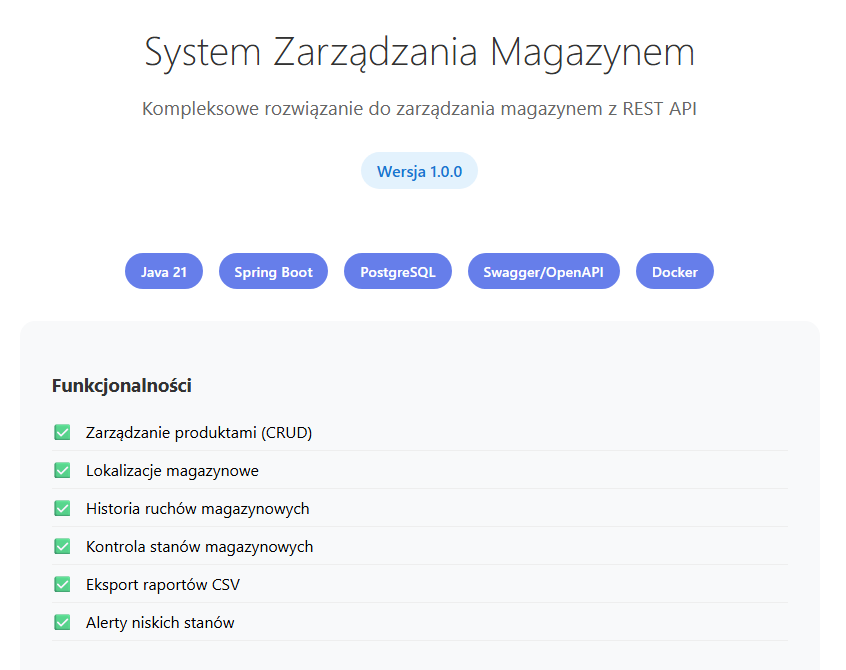 System Zarządzania Magazynem
Kompleksowe rozwiązanie do zarządzania magazynem z REST API
Wersja 1.0.0
Java 21 Spring Boot PostgreSQL Swagger/OpenAPI Docker
Funkcjonalności
Zarządzanie produktami (CRUD)
Lokalizacje magazynowe
Historia ruchów magazynowych
Kontrola stanów magazynowych
Eksport raportów CSV
Alerty niskich stanów